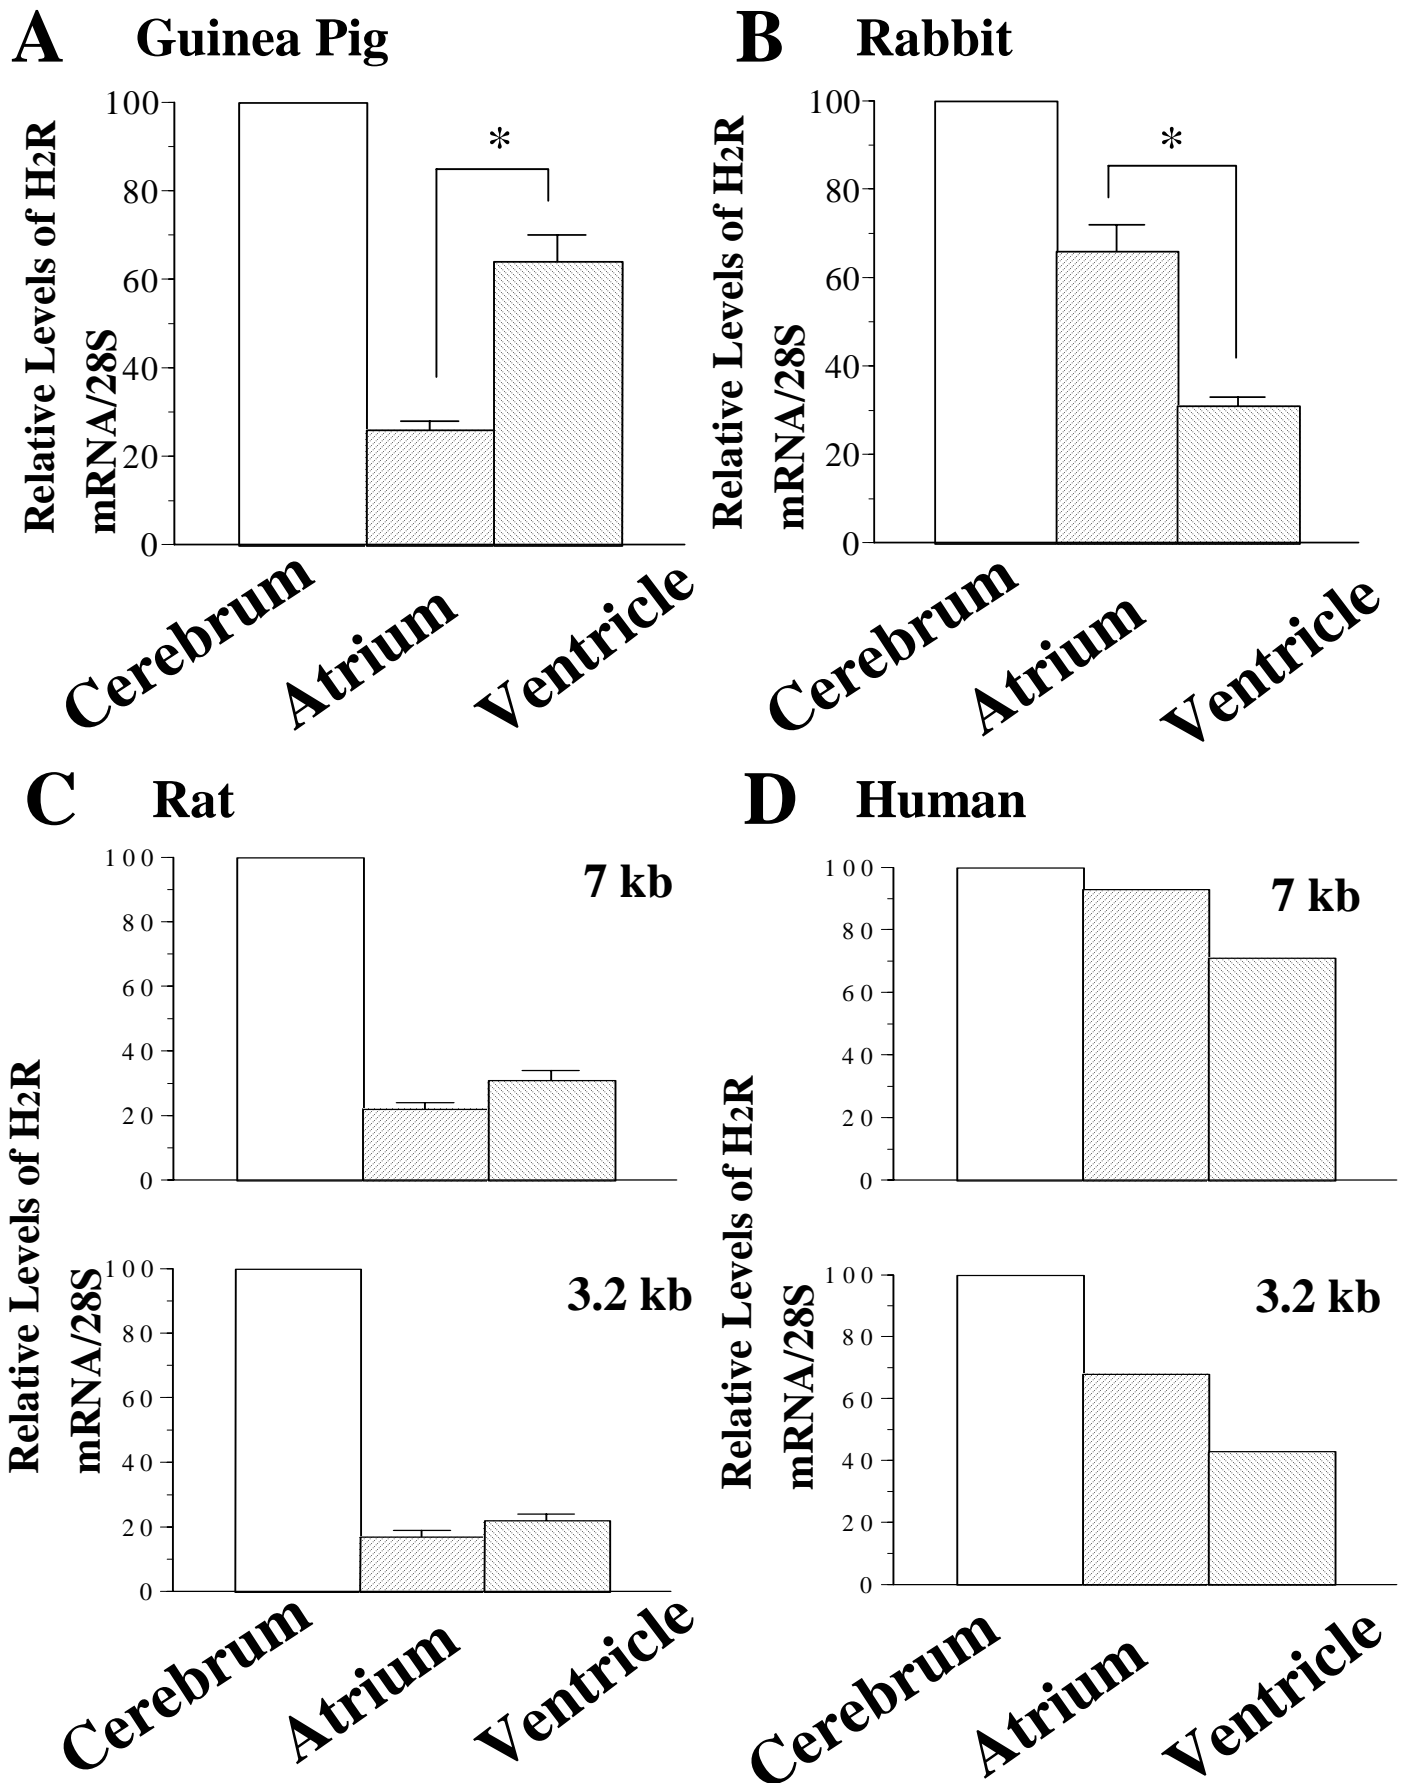 A Guinea Pig
Relative Levels of H2R
mRNA/28S
100
80
60
40
20
0
*
Cerebrum
Atrium
Ventricle
B Rabbit
Relative Levels of H2R
mRNA/28S
100
80
60
40
20
0
*
Cerebrum
Atrium
Ventricle
C Rat
Relative Levels of H2R
mRNA/28S
7 kb
100
80
60
40
20
0
3.2 kb
100
80
60
40
20
0
Cerebrum
Atrium
Ventricle
D Human
Relative Levels of H2R
mRNA/28S
7 kb
100
80
60
40
20
0
3.2 kb
100
80
60
40
20
0
Cerebrum
Atrium
Ventricle